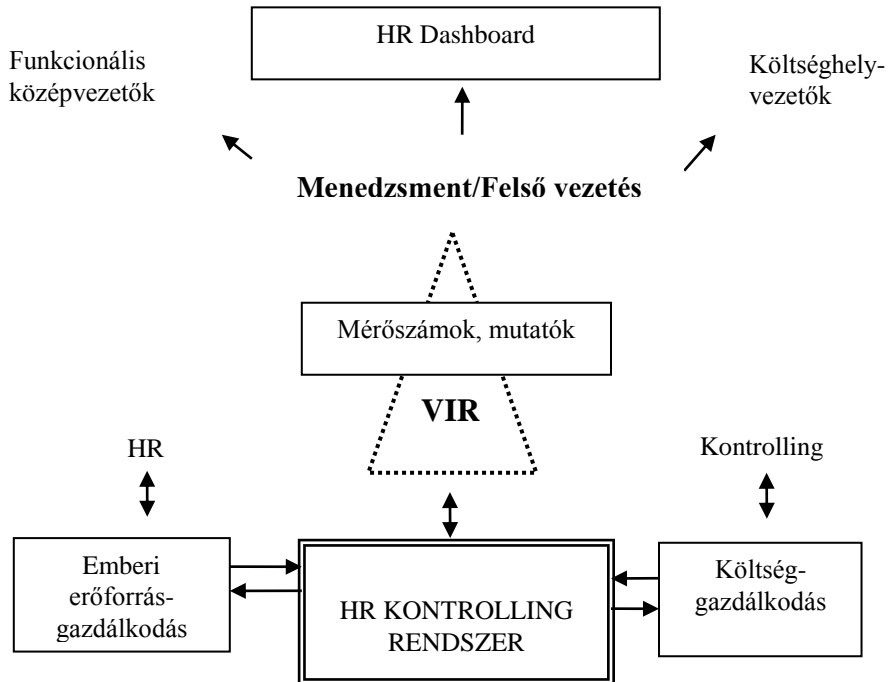 HR Dashboard
Funkcionális
középvezetők
Költséghely-
vezetők
Menedzsment/Felső vezetés
Mérőszámok, mutatók
VIR
HR
Kontrolling
Emberi
erőforrás-
gazdálkodás
HR KONTROLLING
RENDSZER
Költség-
gazdálkodás